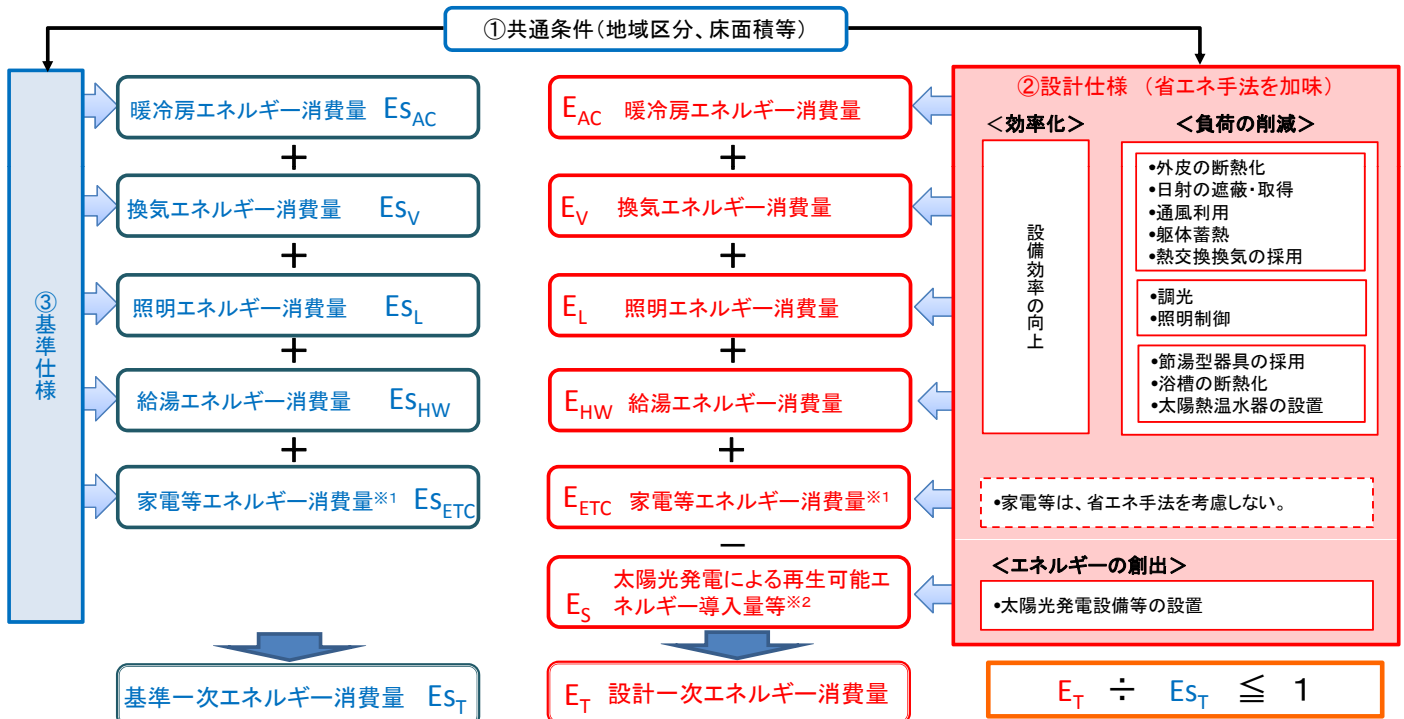 ①共通条件（地域区分、床面積等）
③基準仕様
暖冷房エネルギー消費量 Es_AC
＋
換気エネルギー消費量 Es_V
＋
照明エネルギー消費量 Es_L
＋
給湯エネルギー消費量 Es_HW
＋
家電等エネルギー消費量※1 Es_ETC
基準一次エネルギー消費量 Es_T
E_AC 暖冷房エネルギー消費量
＋
E_V 換気エネルギー消費量
＋
E_L 照明エネルギー消費量
＋
E_HW 給湯エネルギー消費量
＋
E_ETC 家電等エネルギー消費量※1
－
E_S 太陽光発電による再生可能エ
ネルギー導入量等※2
E_T 設計一次エネルギー消費量
②設計仕様 （省エネ手法を加味）
＜効率化＞
設備効率の向上
＜負荷の削減＞
•外皮の断熱化
•日射の遮蔽・取得
•通風利用
•躯体蓄熱
•熱交換換気の採用
•調光
•照明制御
•節湯型器具の採用
•浴槽の断熱化
•太陽熱温水器の設置
•家電等は、省エネ手法を考慮しない。
＜エネルギーの創出＞
•太陽光発電設備等の設置
E_T ÷ Es_T ≦ 1